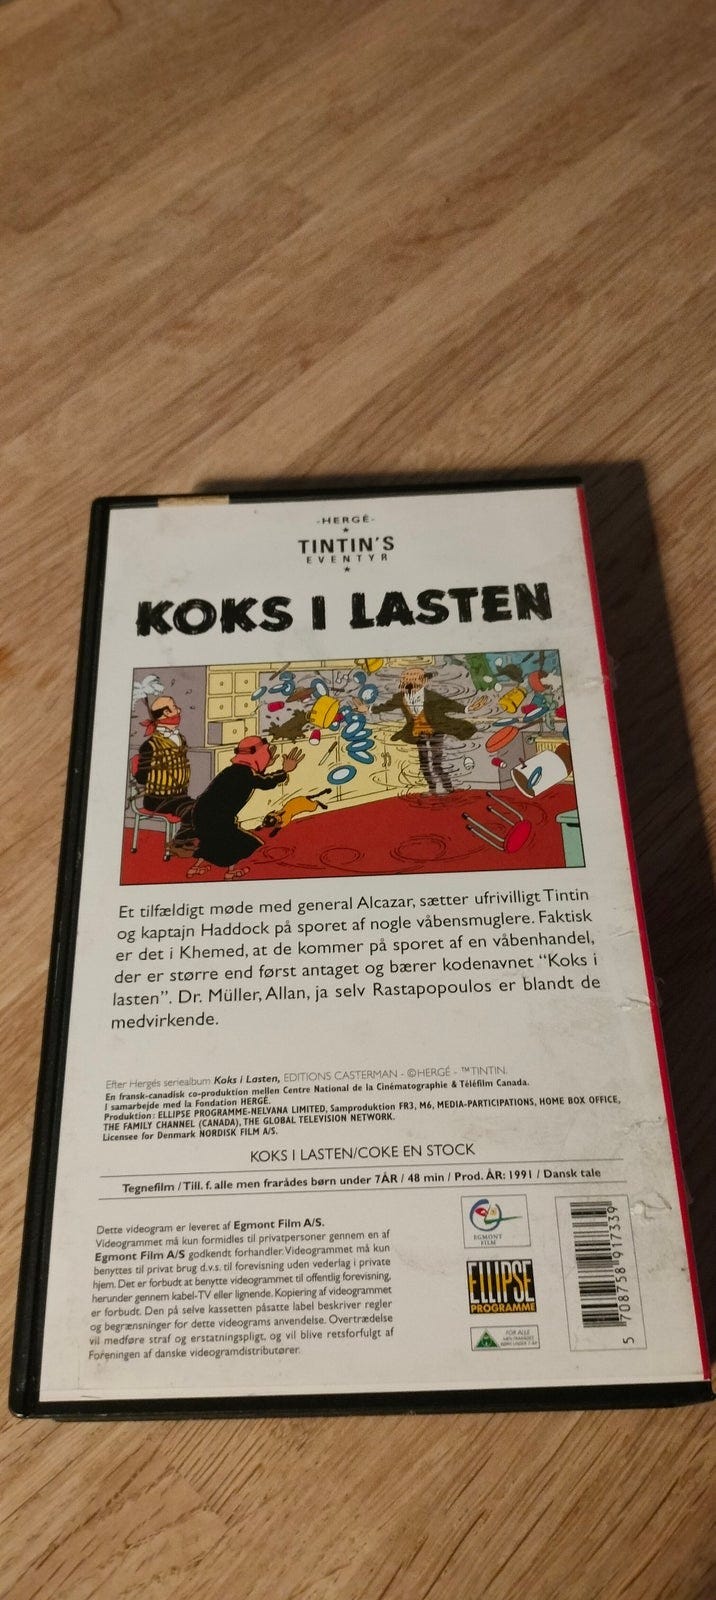 -HERGÉ-
TINTIN'S
EVENTYR
KOKS I LASTEN
Et tilfældigt møde med general Alcazar, sætter ufrivilligt Tintin
og kaptajn Haddock på sporet af nogle våbensmuglere. Faktisk
er det i Khemed, at de kommer på sporet af en våbenhandel,
der er større end først antaget og bærer kodenavnet "Koks i
lasten". Dr. Müller, Allan, ja selv Rastapopoulos er blandt de
medvirkende.
Efter Hergés seriealbum Koks i Lasten, EDITIONS CASTERMAN - ©HERGÉ - ™TINTIN.
En fransk-canadisk co-produktion mellen Centre National de la Cinématographie & Téléfilm Canada.
I samarbejde med la Fondation HERGÉ.
Produktion: ELLIPSE PROGRAMME-NELVANA LIMITED, Samproduktion FR3, M6, MEDIA-PARTICIPATIONS, HOME BOX OFFICE,
THE FAMILY CHANNEL (CANADA), THE GLOBAL TELEVISION NETWORK.
Licensee for Denmark NORDISK FILM A/S.
KOKS I LASTEN/COKE EN STOCK
Tegnefilm / Till. f. alle men frarådes børn under 7ÅR / 48 min / Prod. ÅR: 1991 / Dansk tale
Dette videogram er leveret af Egmont Film A/S.
Videogrammet må kun formidles til privatpersoner gennem en af
Egmont Film A/S godkendt forhandler. Videogrammet må kun
benyttes til privat brug d.v.s. til forevisning uden vederlag i private
hjem. Det er forbudt at benytte videogrammet til offentlig forevisning,
herunder gennem kabel-TV eller lignende. Kopiering af videogrammet
er forbudt. Den på selve kassetten påsatte label beskriver regler
og begrænsninger for dette videograms anvendelse. Overtrædelse
vil medføre straf og erstatningspligt, og vil blive retsforfulgt af
Foreningen af danske videogramdistributører.
EGMONT
FILM
ELLIPSE
PROGRAMME
FOR ALLE
MEN FRARÅDES
BØRN UNDER 7 ÅR
5 708758 917339